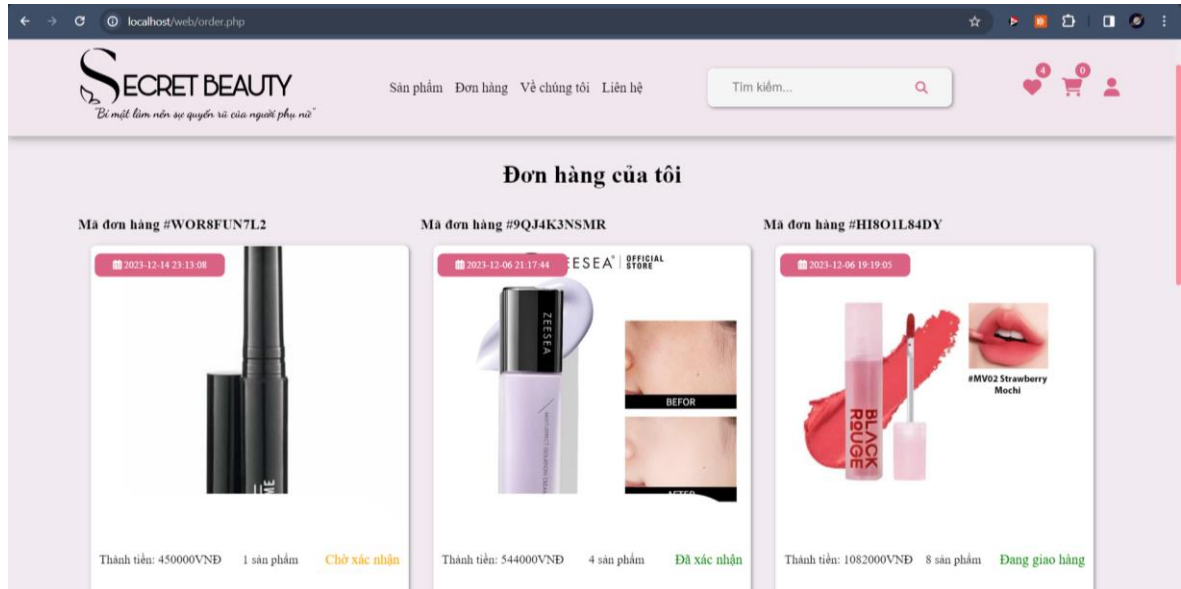 localhost/web/order.php
SECRET BEAUTY
"Bí mật làm nên sự quyến rũ của người phụ nữ"
Sản phẩm Đơn hàng Về chúng tôi Liên hệ
Tìm kiếm...
4
0
Đơn hàng của tôi
Mã đơn hàng #WOR8FUN7L2
Mã đơn hàng #9QJ4K3NSMR
Mã đơn hàng #HI8O1L84DY
2023-12-14 23:13:08
ME
Thành tiền: 450000VNĐ 1 sản phẩm Chờ xác nhận
2023-12-06 21:17:44
EESEA OFFICIAL
STORE
ZEESEA
BEFOR
AFTER
Thành tiền: 544000VNĐ 4 sản phẩm Đã xác nhận
2023-12-06 19:19:05
#MV02 Strawberry
Mochi
BLACK
ROUGE
Thành tiền: 1082000VNĐ 8 sản phẩm Đang giao hàng